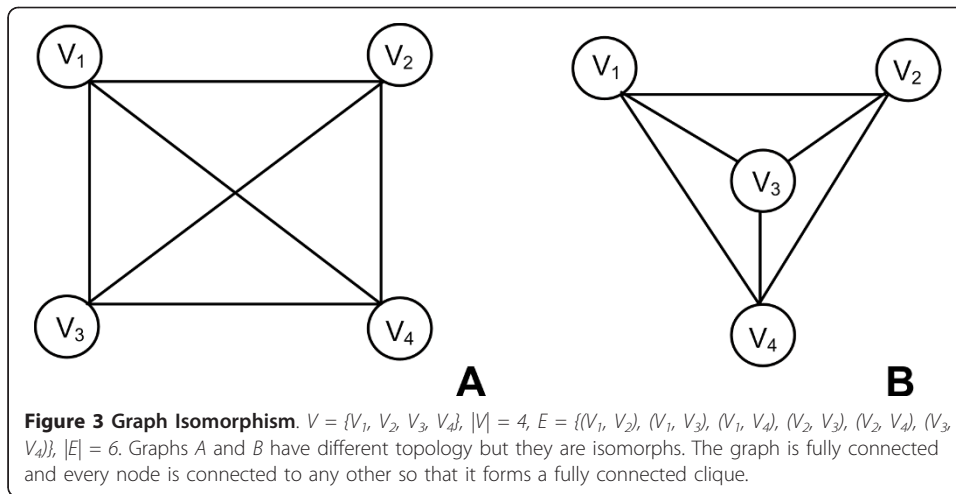 V₁ V₂
V₁ V₂
V₃
V₃ V₄
V₄
A B
Figure 3 Graph Isomorphism. V = {V₁, V₂, V₃, V₄}, |V| = 4, E = {(V₁, V₂), (V₁, V₃), (V₁, V₄), (V₂, V₃), (V₂, V₄), (V₃,
V₄)}, |E| = 6. Graphs A and B have different topology but they are isomorphs. The graph is fully connected
and every node is connected to any other so that it forms a fully connected clique.